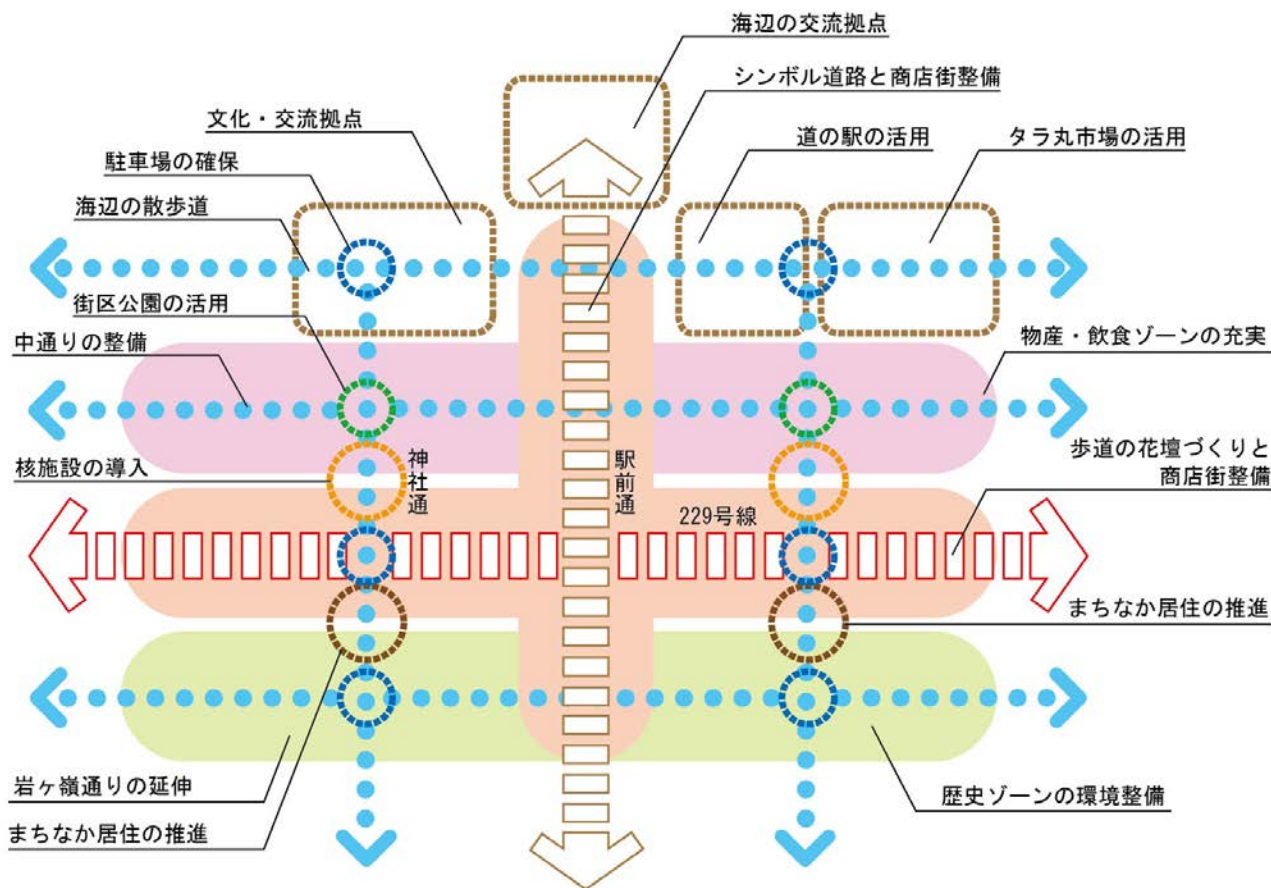 海辺の交流拠点
シンボル道路と商店街整備
文化・交流拠点
道の駅の活用
タラ丸市場の活用
駐車場の確保
海辺の散歩道
街区公園の活用
中通りの整備
物産・飲食ゾーンの充実
核施設の導入
神社通
駅前通
歩道の花壇づくりと
商店街整備
229号線
まちなか居住の推進
岩ヶ嶺通りの延伸
歴史ゾーンの環境整備
まちなか居住の推進